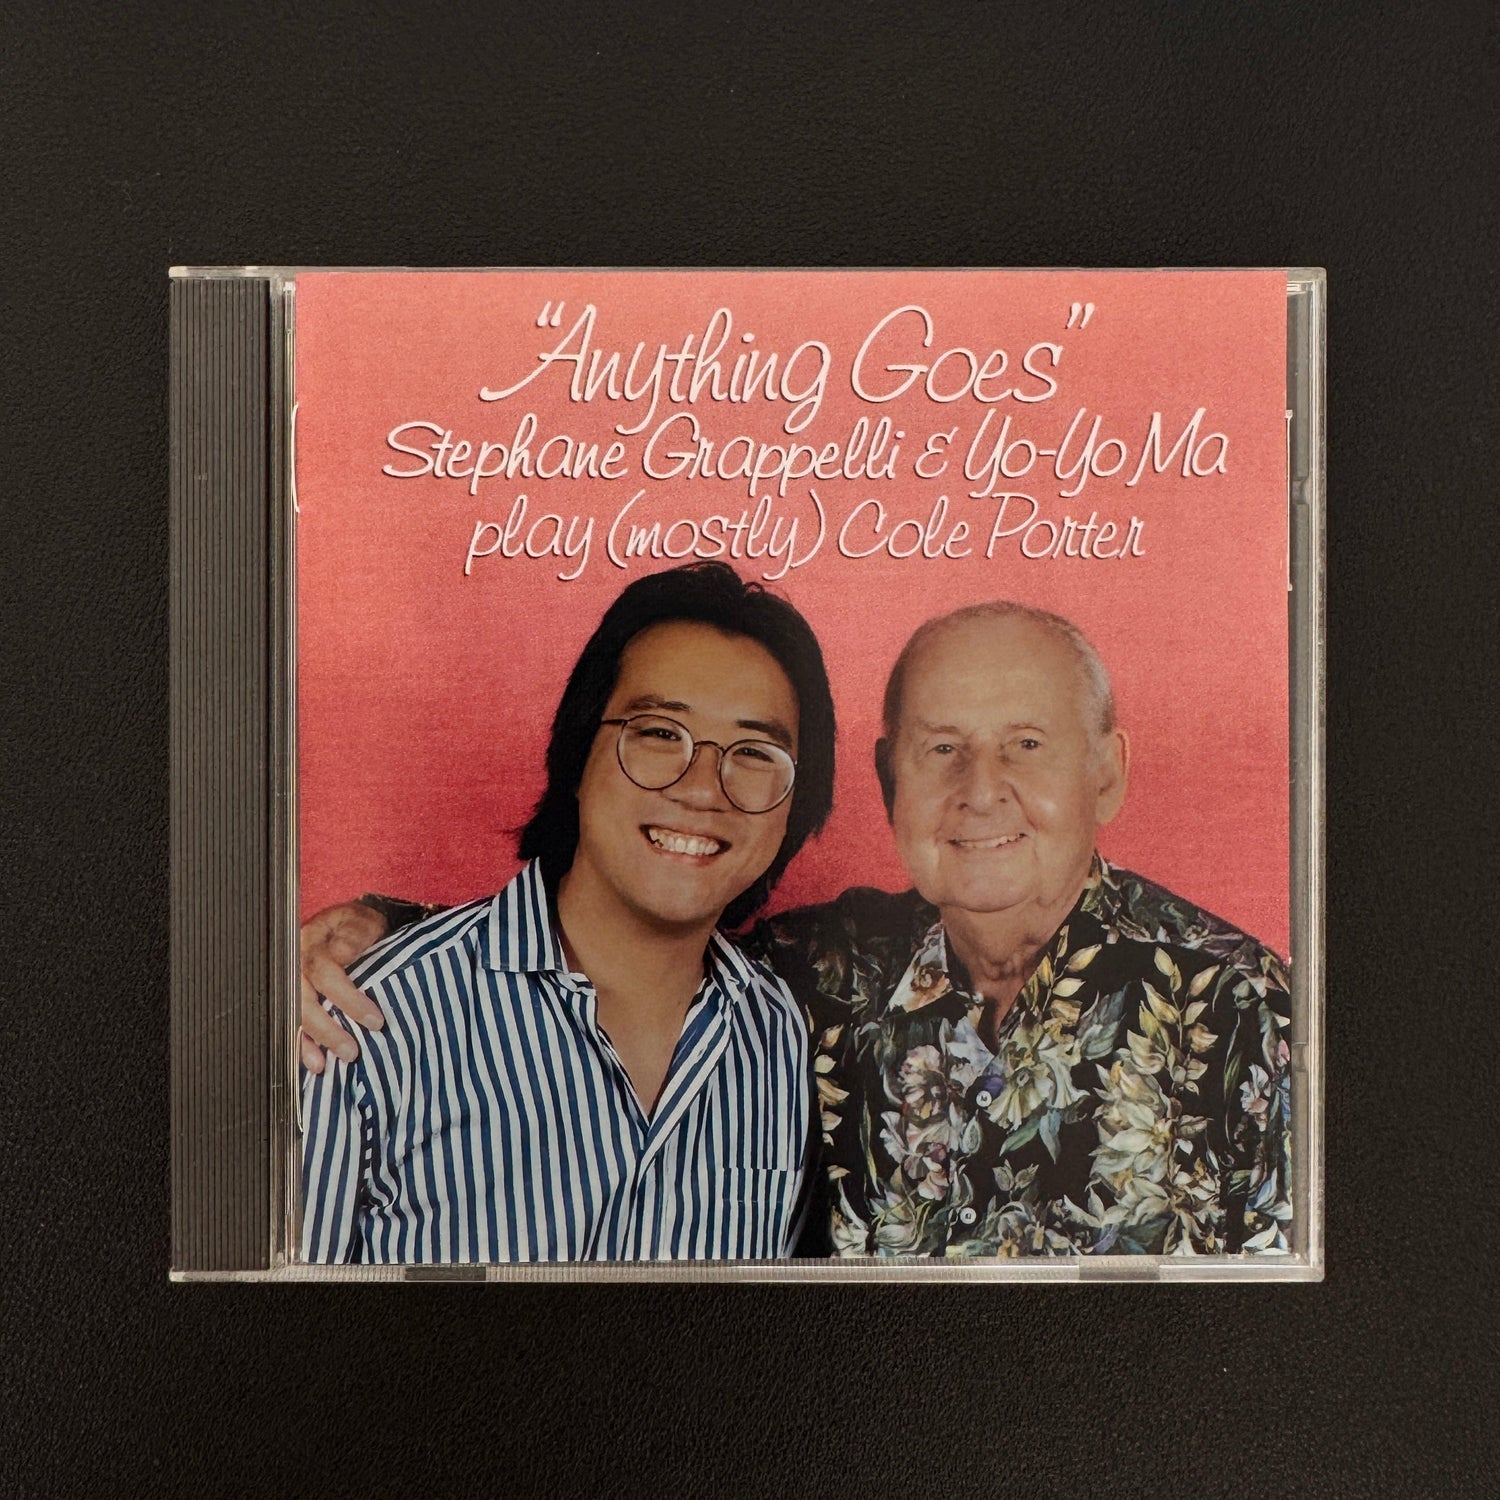 “Anything Goes”
Stephane Grappelli & Yo-Yo Ma
play (mostly) Cole Porter